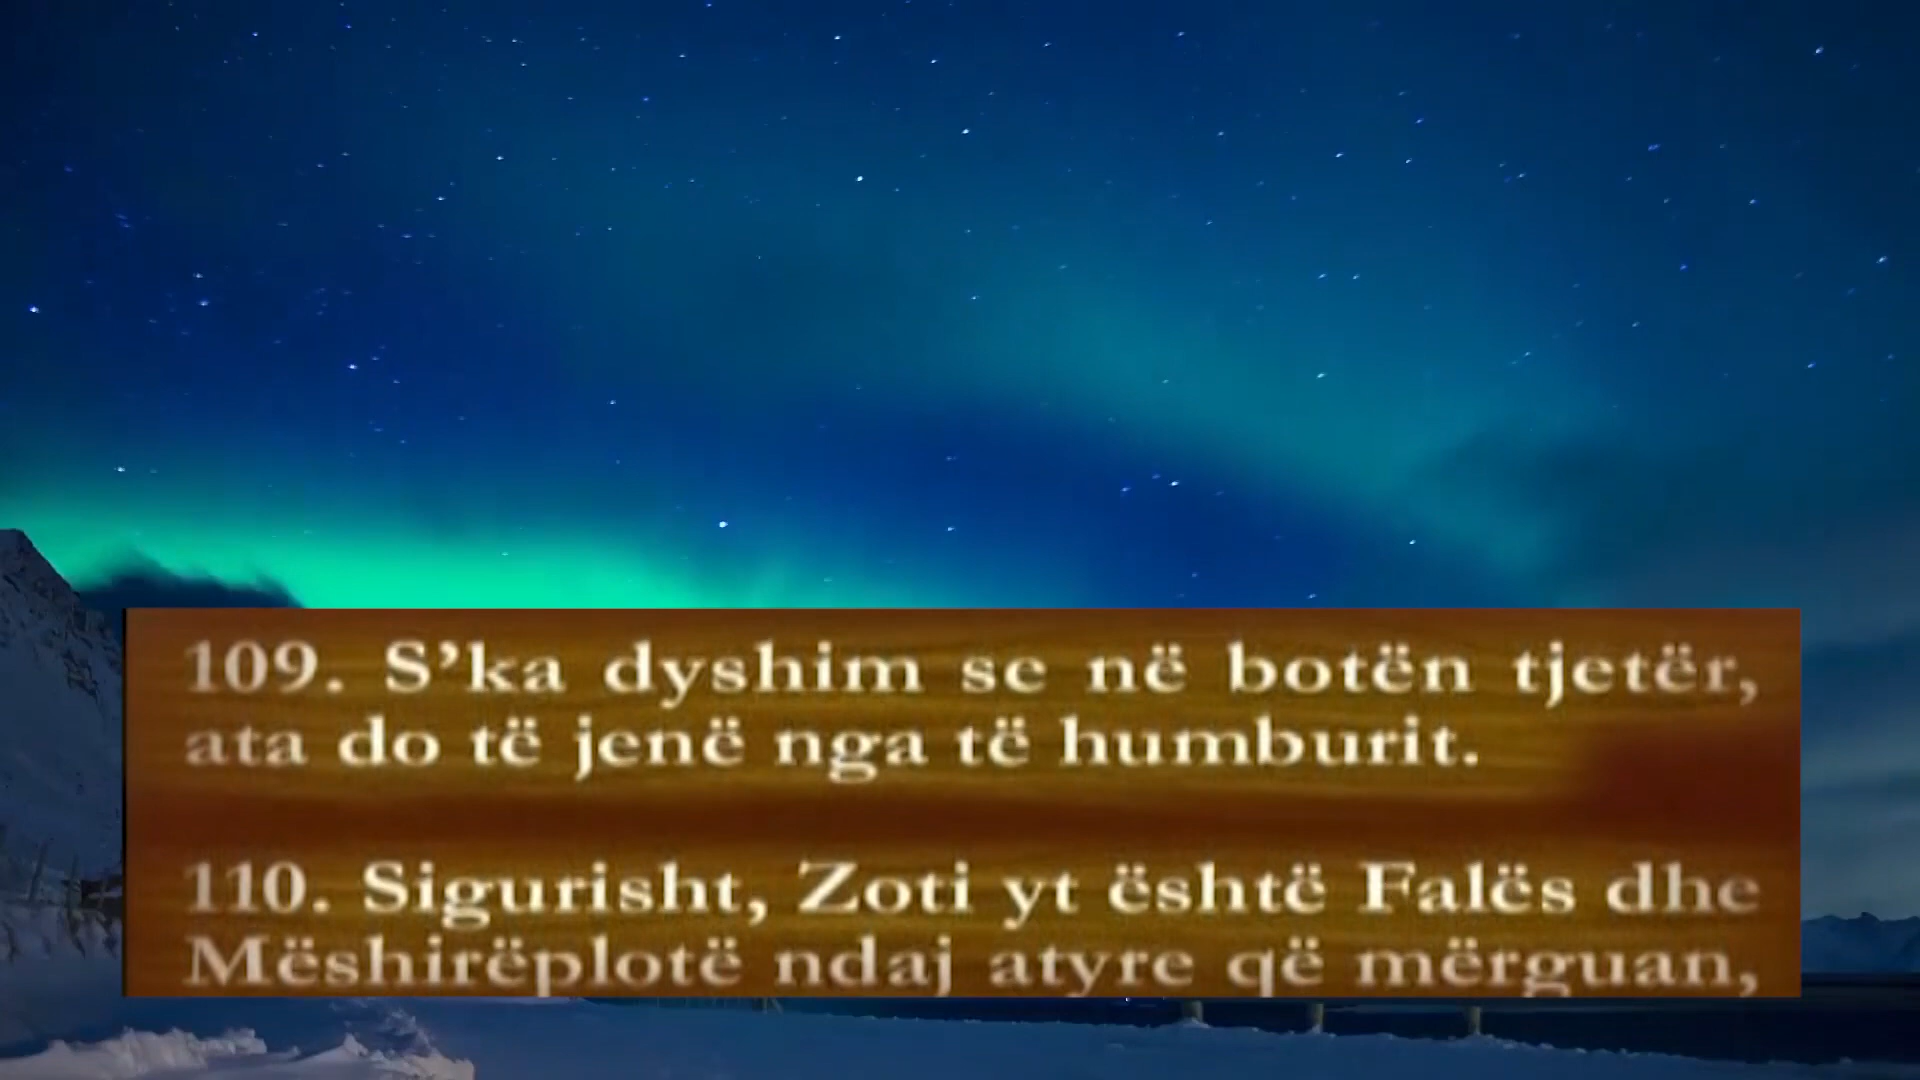 109. S’ka dyshim se në botën tjetër,
ata do të jenë nga të humburit.
110. Sigurisht, Zoti yt është Falës dhe
Mëshirëplotë ndaj atyre që mërguan,